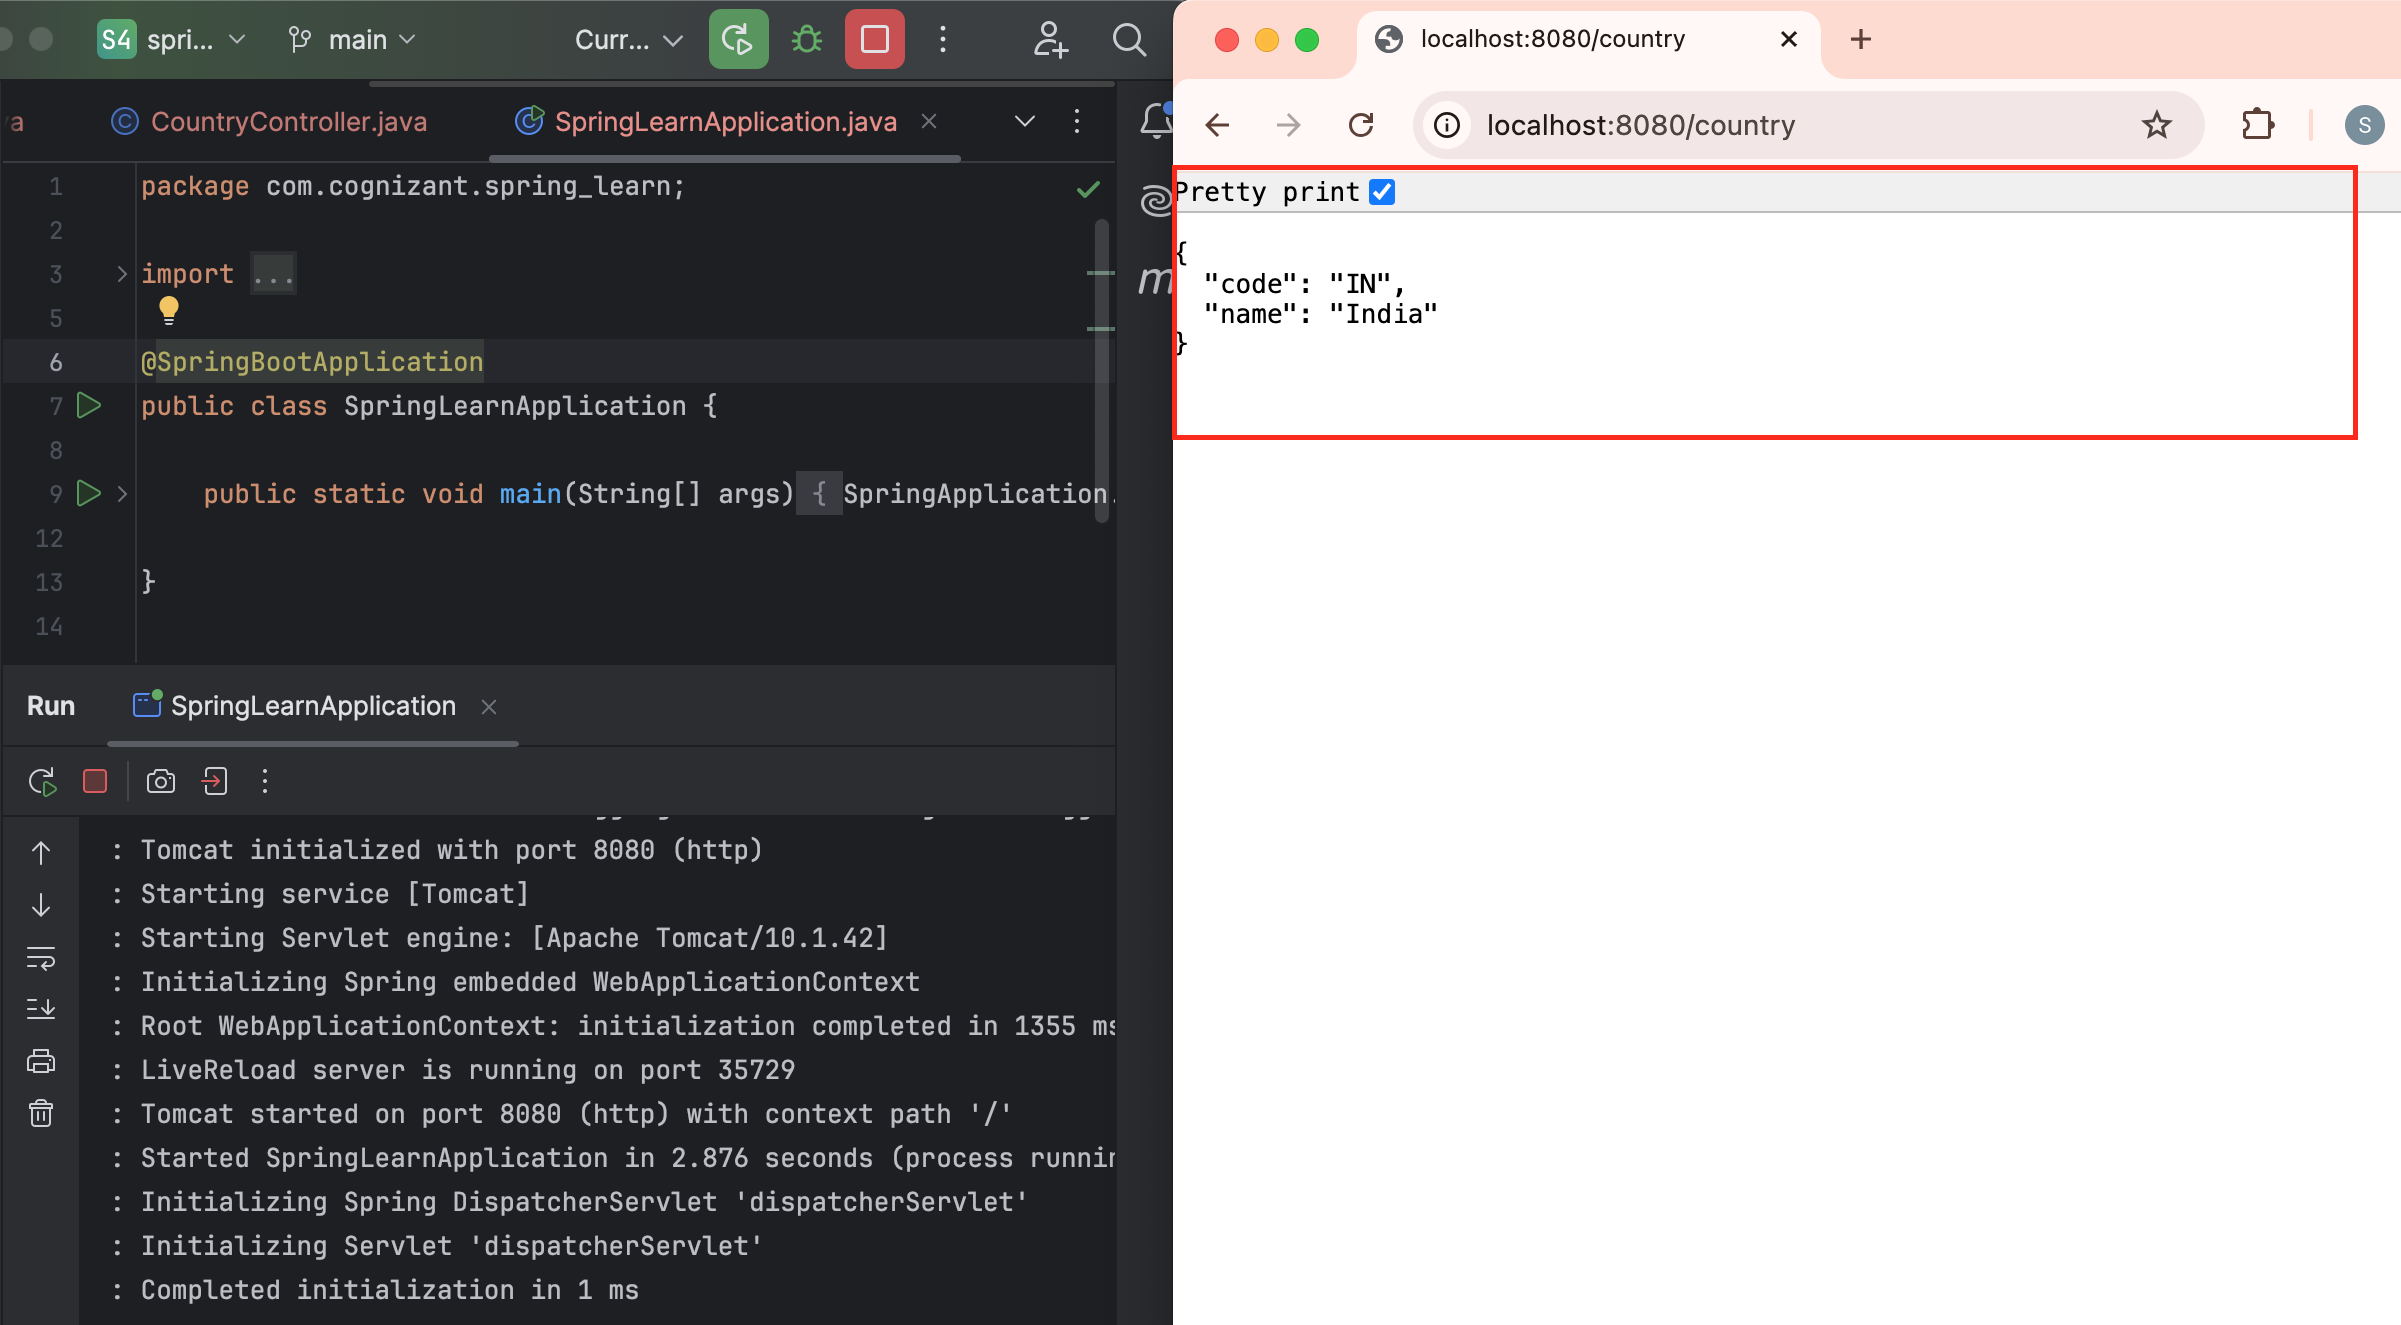 S4 spri... main Curr...
CountryController.java SpringLearnApplication.java
1 package com.cognizant.spring_learn;
2
3 import ...
5
6 @SpringBootApplication
7 public class SpringLearnApplication {
8
9 public static void main(String[] args) { SpringApplication.
12
13 }
14
Run SpringLearnApplication
: Tomcat initialized with port 8080 (http)
: Starting service [Tomcat]
: Starting Servlet engine: [Apache Tomcat/10.1.42]
: Initializing Spring embedded WebApplicationContext
: Root WebApplicationContext: initialization completed in 1355 ms
: LiveReload server is running on port 35729
: Tomcat started on port 8080 (http) with context path '/'
: Started SpringLearnApplication in 2.876 seconds (process runnin
: Initializing Spring DispatcherServlet 'dispatcherServlet'
: Initializing Servlet 'dispatcherServlet'
: Completed initialization in 1 ms
m
localhost:8080/country
localhost:8080/country
S
Pretty print
{
"code": "IN",
"name": "India"
}